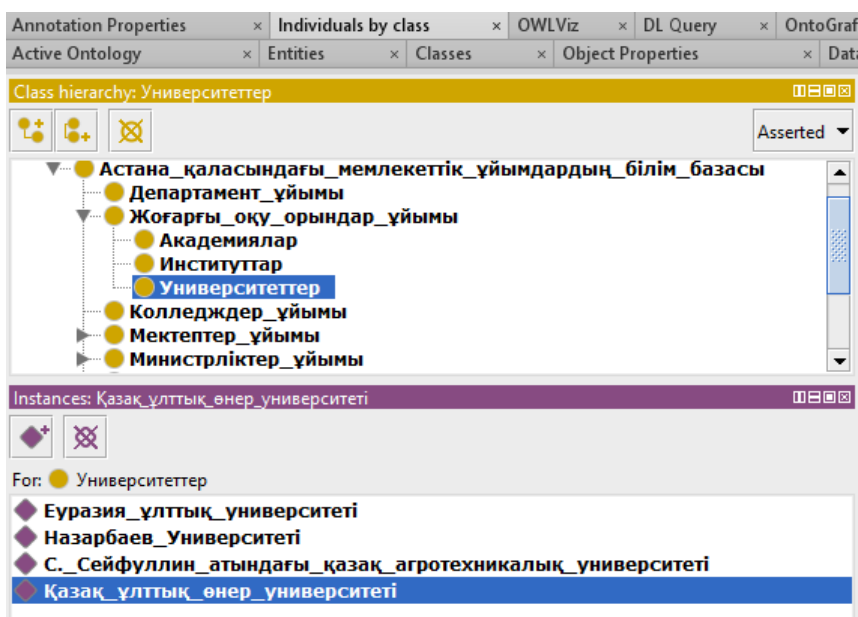 Annotation Properties × Individuals by class × OWLViz × DL Query × OntoGraf
Active Ontology × Entities × Classes × Object Properties × Data
Class hierarchy: Университеттер
Asserted
Астана_қаласындағы_мемлекеттік_ұйымдардың_білім_базасы
Департамент_ұйымы
Жоғарғы_оқу_орындар_ұйымы
Академиялар
Институттар
Университеттер
Колледждер_ұйымы
Мектептер_ұйымы
Министрліктер_ұйымы
Instances: Қазақ_ұлттық_өнер_университеті
For: Университеттер
Еуразия_ұлттық_университеті
Назарбаев_Университеті
С._Сейфуллин_атындағы_қазақ_агротехникалық_университеті
Қазақ_ұлттық_өнер_университеті